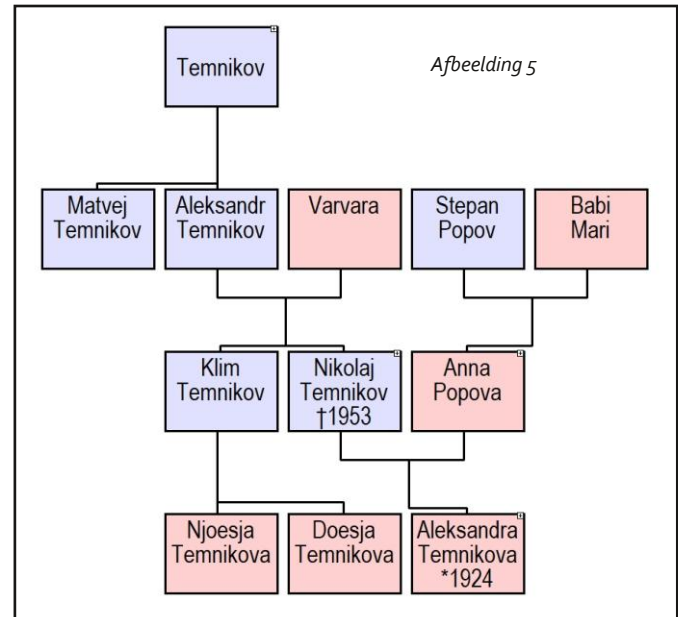 Temnikov
Afbeelding 5
Matvej
Temnikov
Aleksandr
Temnikov
Varvara
Stepan
Popov
Babi
Mari
Klim
Temnikov
Nikolaj
Temnikov
†1953
Anna
Popova
Njoesja
Temnikova
Doesja
Temnikova
Aleksandra
Temnikova
*1924